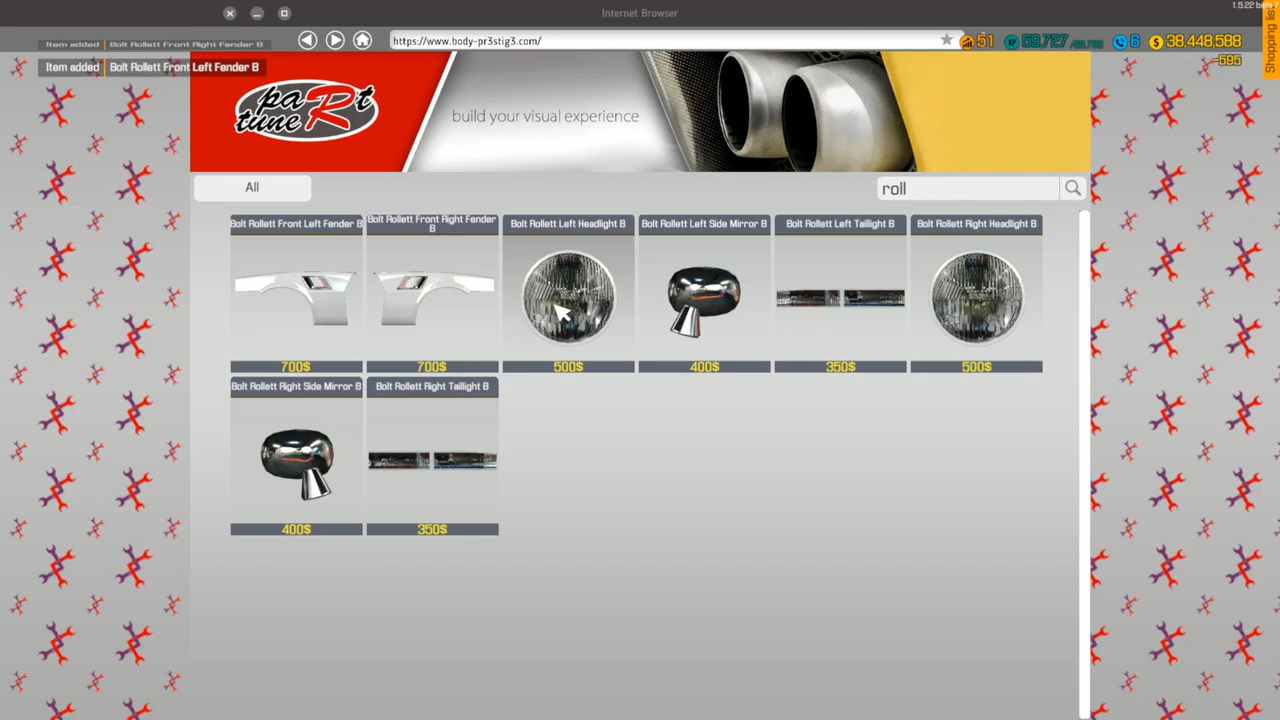 1.5.22 beta
Internet Browser
Shopping list
Item added | Bolt Rollett Front Right Fender B
https://www.body-pr3stig3.com/
51
6
38,448,588
-595
Item added | Bolt Rollett Front Left Fender B
paRt
tuneR
build your visual experience
All
roll
Bolt Rollett Front Left Fender B
Bolt Rollett Front Right Fender
B
Bolt Rollett Left Headlight B
Bolt Rollett Left Side Mirror B
Bolt Rollett Left Taillight B
Bolt Rollett Right Headlight B
700$
700$
500$
400$
350$
500$
Bolt Rollett Right Side Mirror B
Bolt Rollett Right Taillight B
400$
350$